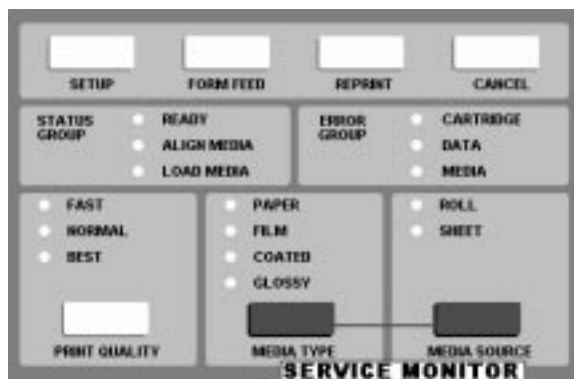 SETUP FORM FEED REPRINT CANCEL
STATUS GROUP
READY
ALIGN MEDIA
LOAD MEDIA
ERROR GROUP
CARTRIDGE
DATA
MEDIA
FAST
NORMAL
BEST
PRINT QUALITY
PAPER
FILM
COATED
GLOSSY
MEDIA TYPE
ROLL
SHEET
MEDIA SOURCE
SERVICE MONITOR